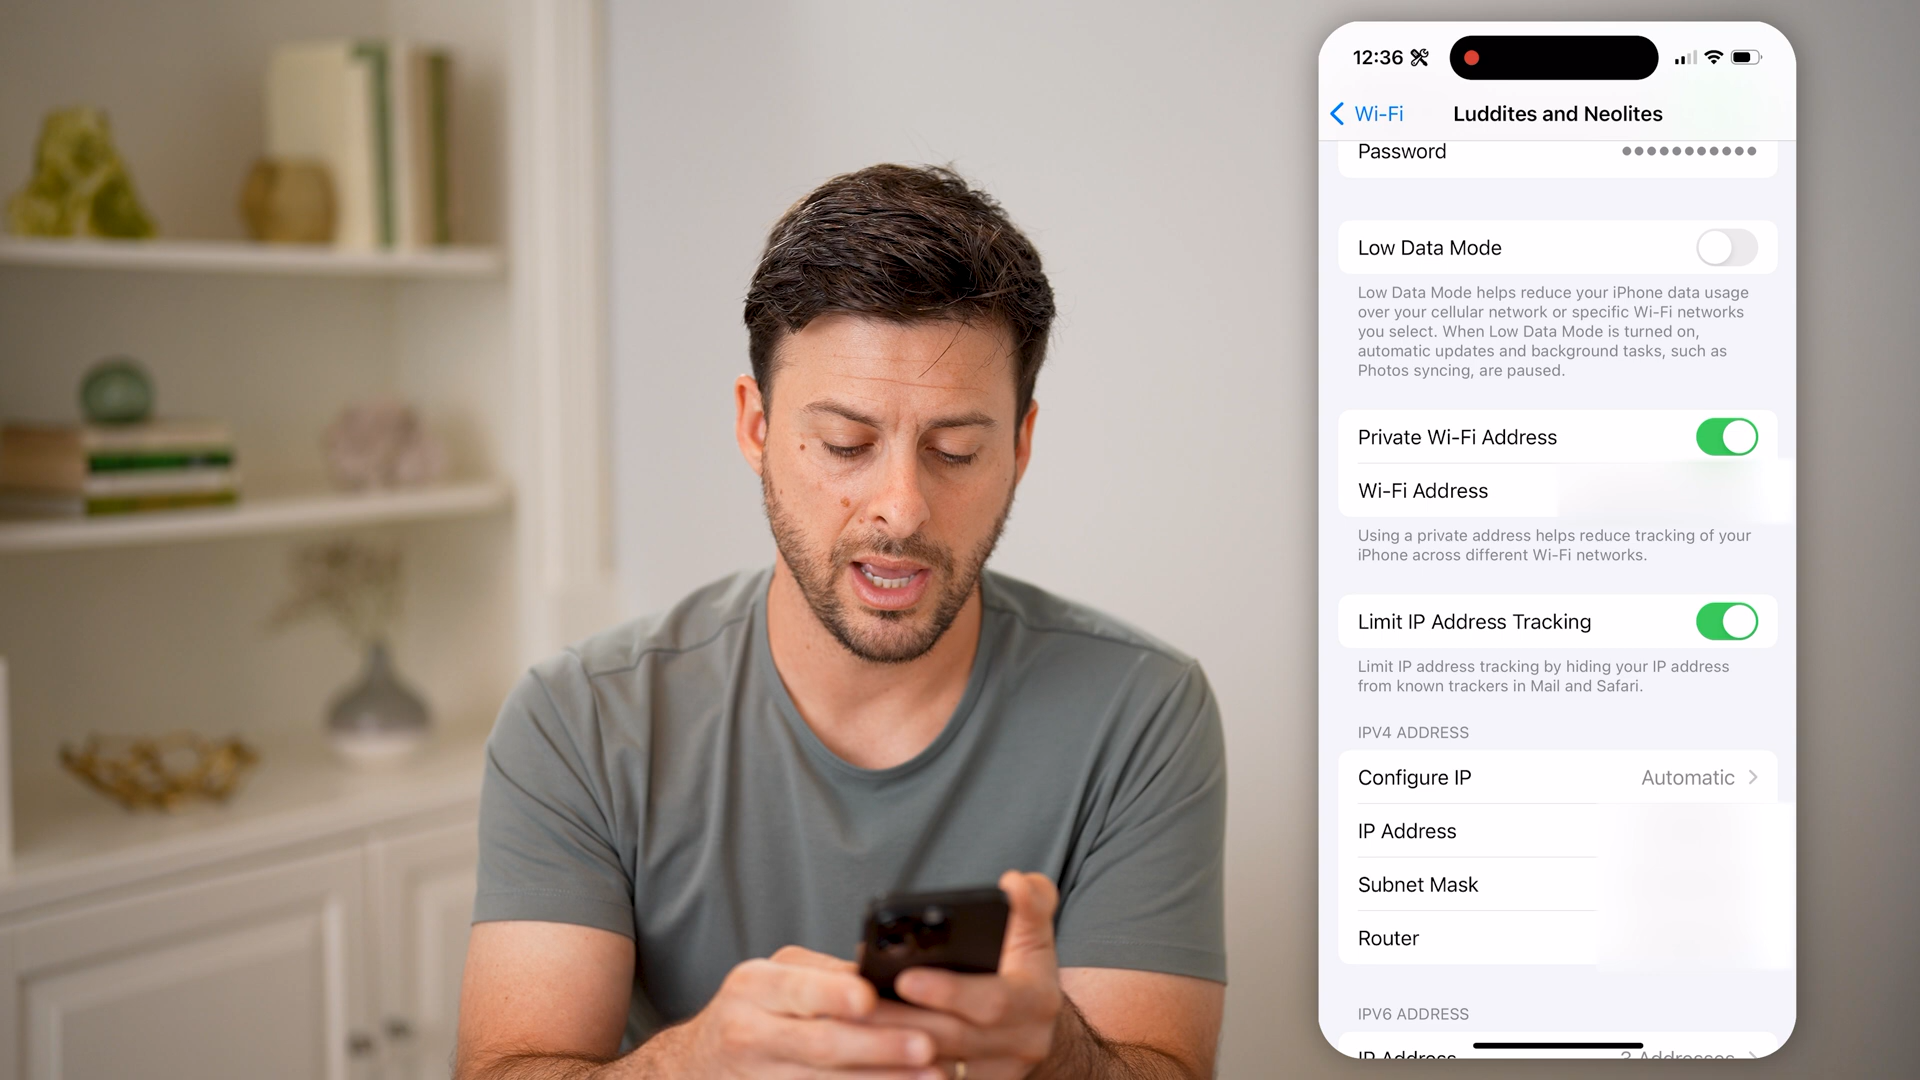 12:36
Wi-Fi
Luddites and Neolites
Password
Low Data Mode
Low Data Mode helps reduce your iPhone data usage
over your cellular network or specific Wi-Fi networks
you select. When Low Data Mode is turned on,
automatic updates and background tasks, such as
Photos syncing, are paused.
Private Wi-Fi Address
Wi-Fi Address
Using a private address helps reduce tracking of your
iPhone across different Wi-Fi networks.
Limit IP Address Tracking
Limit IP address tracking by hiding your IP address
from known trackers in Mail and Safari.
IPV4 ADDRESS
Configure IP Automatic
IP Address
Subnet Mask
Router
IPV6 ADDRESS
IP Address Addresses